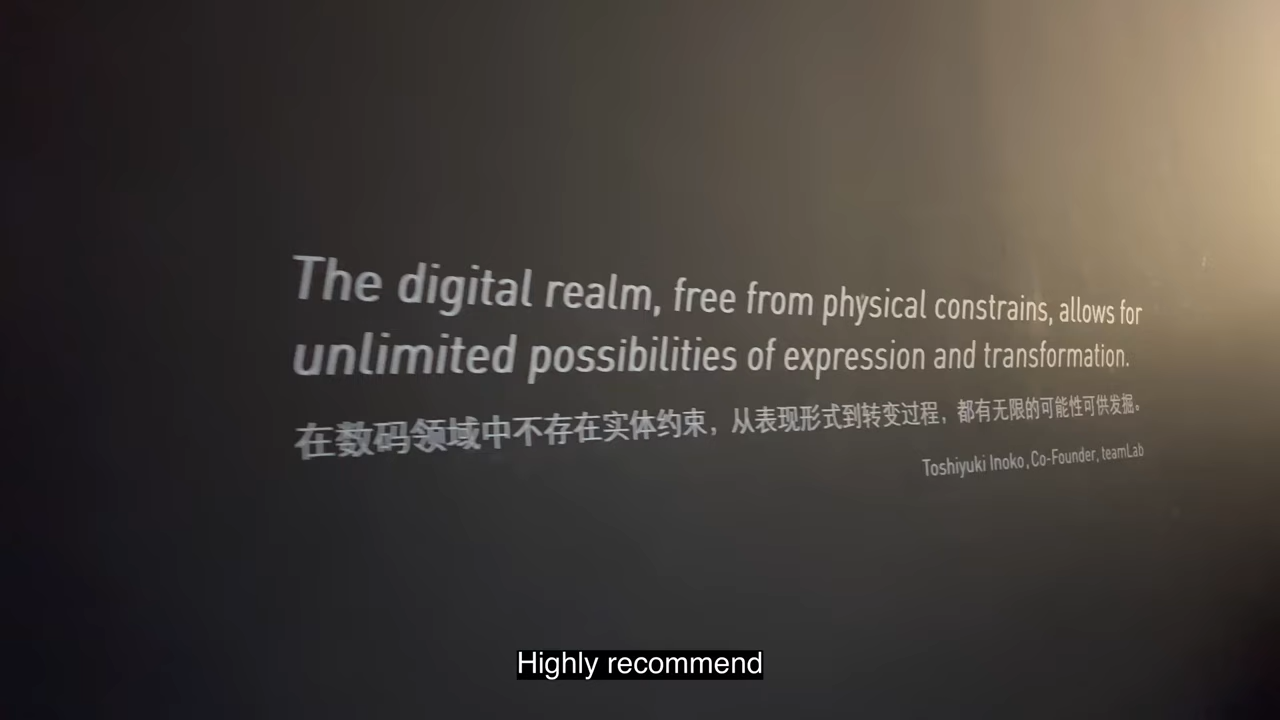 The digital realm, free from physical constrains, allows for
unlimited possibilities of expression and transformation.
在数码领域中不存在实体约束，从表现形式到转变过程，都有无限的可能性可供发掘。
Toshiyuki Inoko, Co-Founder, teamLab
Highly recommend